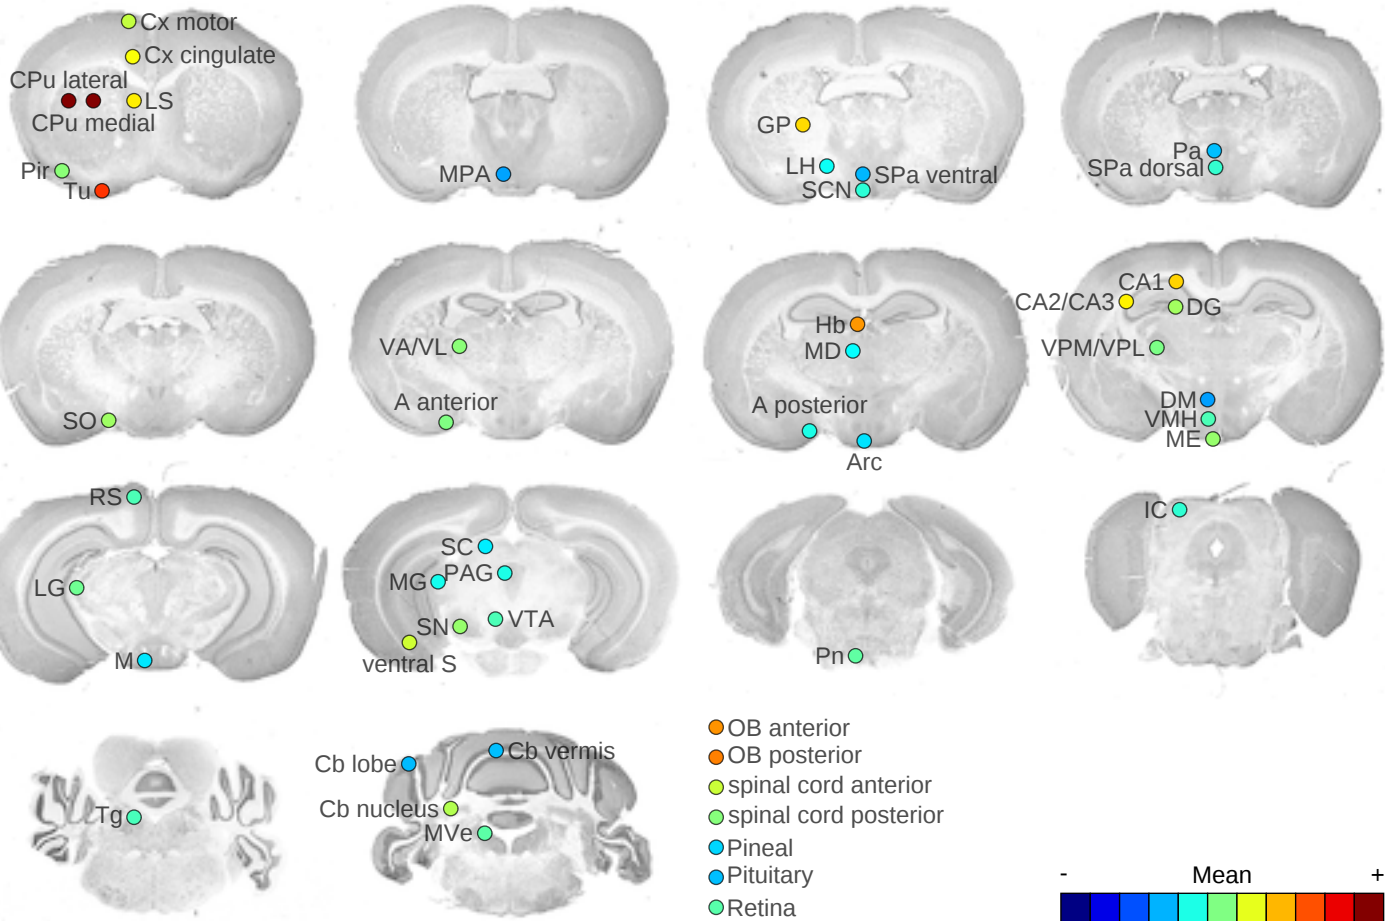 Cx motor
Cx cingulate
CPu lateral
LS
CPu medial
Pir
Tu
MPA
GP
LH
SPa ventral
SCN
Pa
SPa dorsal
SO
VA/VL
A anterior
Hb
MD
A posterior
Arc
CA1
CA2/CA3
DG
VPM/VPL
DM
VMH
ME
RS
LG
M
SC
MG
PAG
SN
VTA
ventral S
Pn
IC
Tg
Cb lobe
Cb vermis
Cb nucleus
MVe
OB anterior
OB posterior
spinal cord anterior
spinal cord posterior
Pineal
Pituitary
Retina
- Mean +